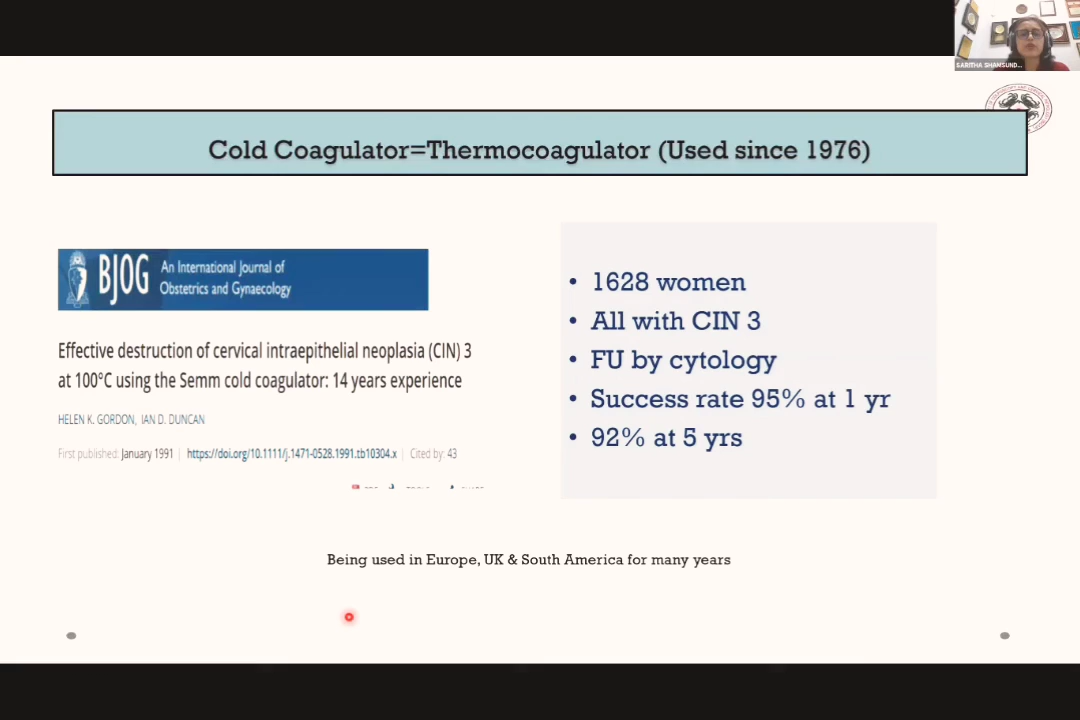 SARITHA SHAMSUND...
Cold Coagulator=Thermocoagulator (Used since 1976)
BJOG An International Journal of
Obstetrics and Gynaecology
Effective destruction of cervical intraepithelial neoplasia (CIN) 3
at 100°C using the Semm cold coagulator: 14 years experience
HELEN K. GORDON, IAN D. DUNCAN
First published: January 1991 | https://doi.org/10.1111/j.1471-0528.1991.tb10304.x | Cited by: 43
• 1628 women
• All with CIN 3
• FU by cytology
• Success rate 95% at 1 yr
• 92% at 5 yrs
Being used in Europe, UK & South America for many years